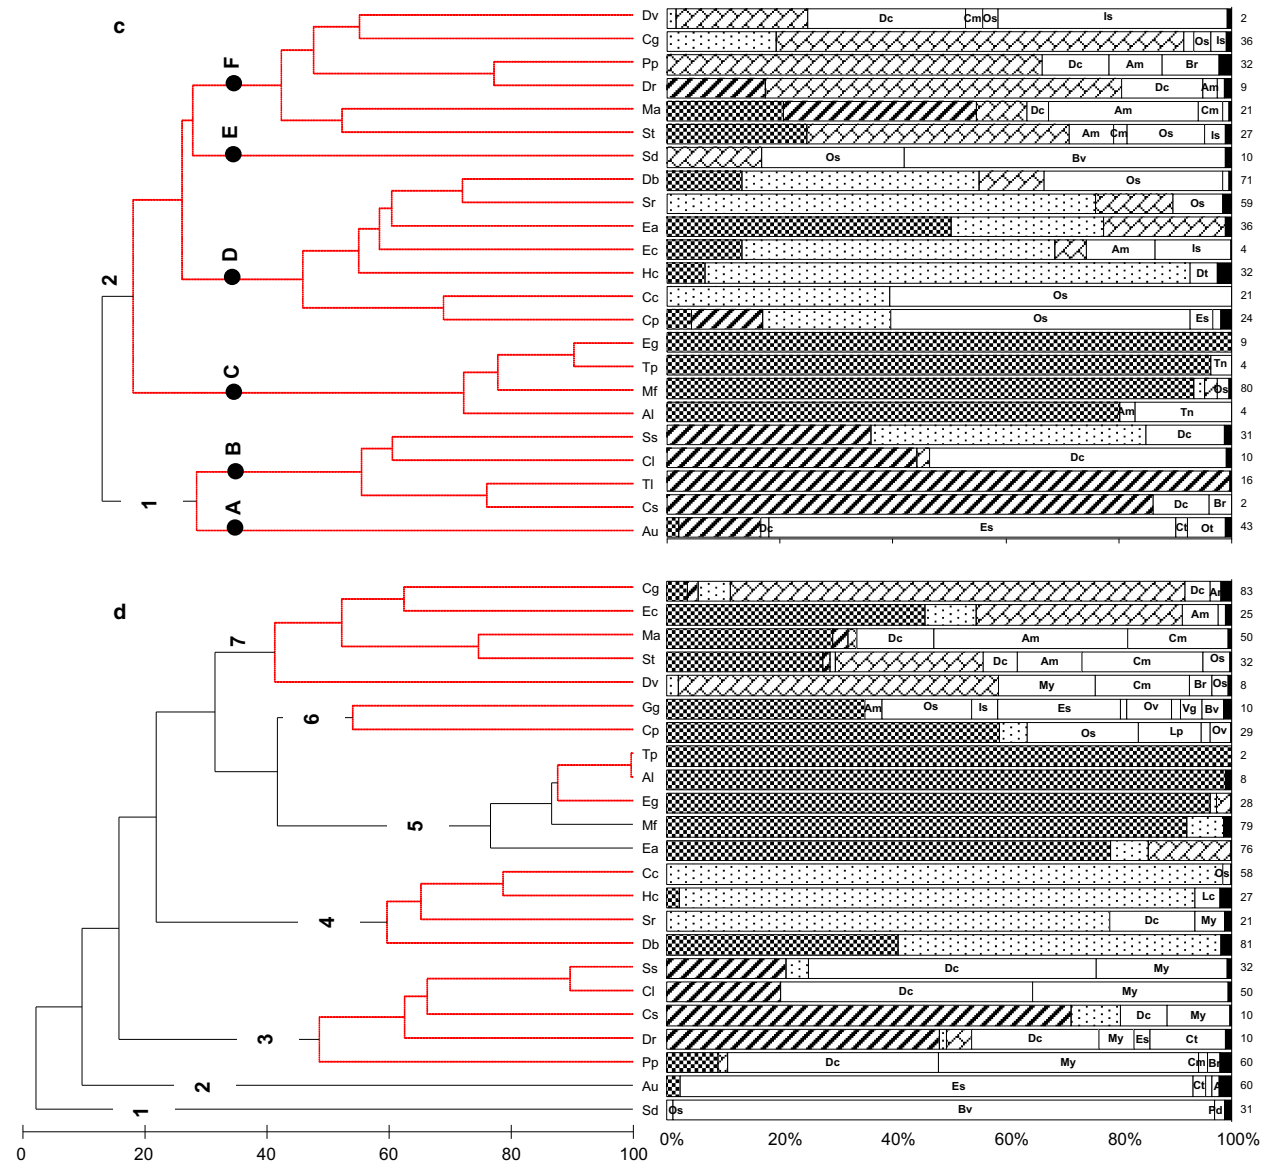 c
Dv Dc Cm Os Is 2
Cg Os Is 36
F
Pp Dc Am Br 32
Dr Dc Am 9
Ma Dc Am Cm 21
E
St Am Cm Os Is 27
Sd Os Bv 10
Db Os 71
Sr Os 59
Ea 36
D
Ec Am Is 4
2
Hc Dt 32
Cc Os 21
Cp Os Es 24
Eg 9
C
Tp Tn 4
Mf Os 80
Al Am Tn 4
Ss Dc 31
B
Cl Dc 10
Tl 16
1
A
Cs Dc Br 2
Au Dc Es Ct Ot 43
d
Cg Dc 83
Ec Am 25
7
Ma Dc Am Cm 50
St Dc Am Cm Os 32
Dv My Cm Br Os 8
6
Gg Am Os Is Es Ov Vg Bv 10
Cp Os Lp Ov 29
Tp 2
Al 8
Eg 28
5
Mf 79
Ea 76
Cc Os 58
Hc Lc 27
4
Sr Dc My 21
Db 81
Ss Dc My 32
Cl Dc My 50
Cs Dc My 10
3
Dr Dc My Es Ct 10
Pp Dc My Cm Br 60
2
Au Es Ct 60
1
Sd Os Bv Pd 31
0 20 40 60 80 100 0% 20% 40% 60% 80% 100%